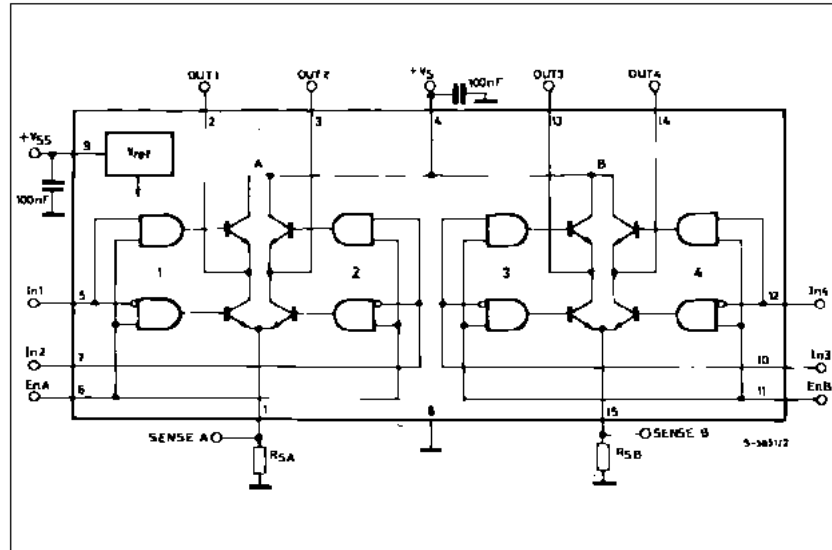 OUT1 OUT2 +VS 100nF OUT3 OUT4
2 3 4 13 14
+VSS 9 Vref A B
100nF
1 2 3 4
In1 5 12 In4
In2 7 10 In3
EnA 6 11 EnB
1 8 15
SENSE A SENSE B S-5851/2
RSA RSB